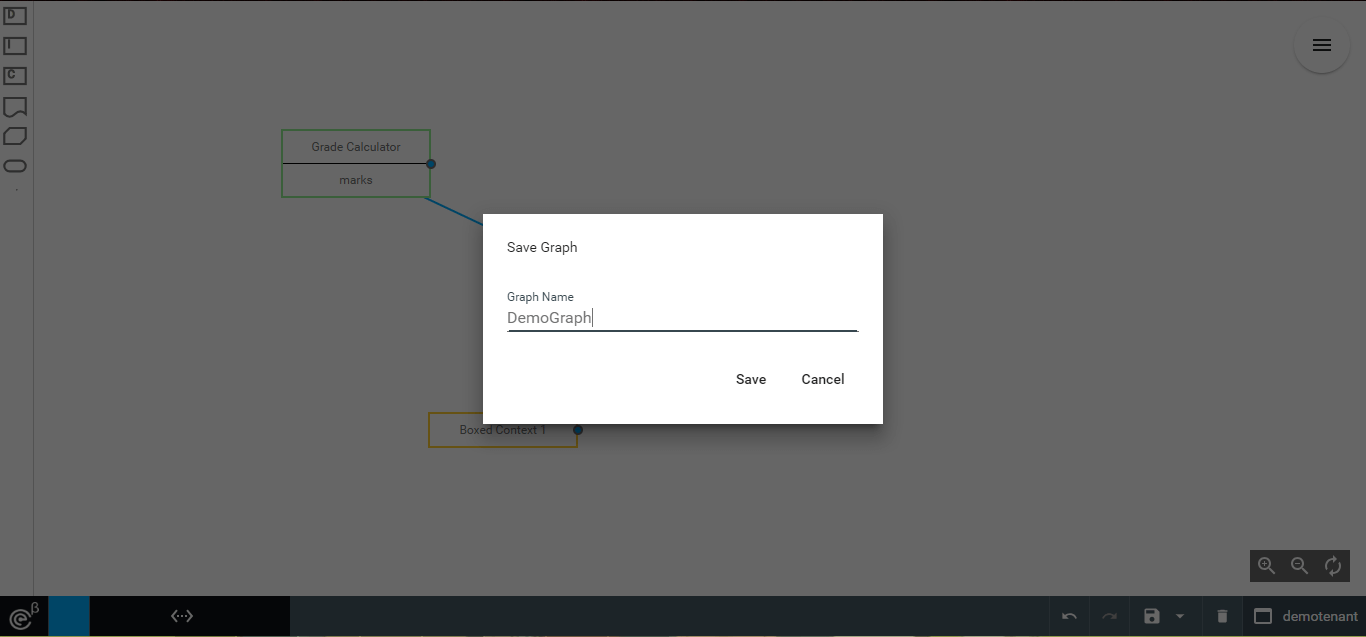 D
I
C
Grade Calculator
marks
Save Graph
Graph Name
DemoGraph
Save
Cancel
Boxed Context 1
β
demotenant